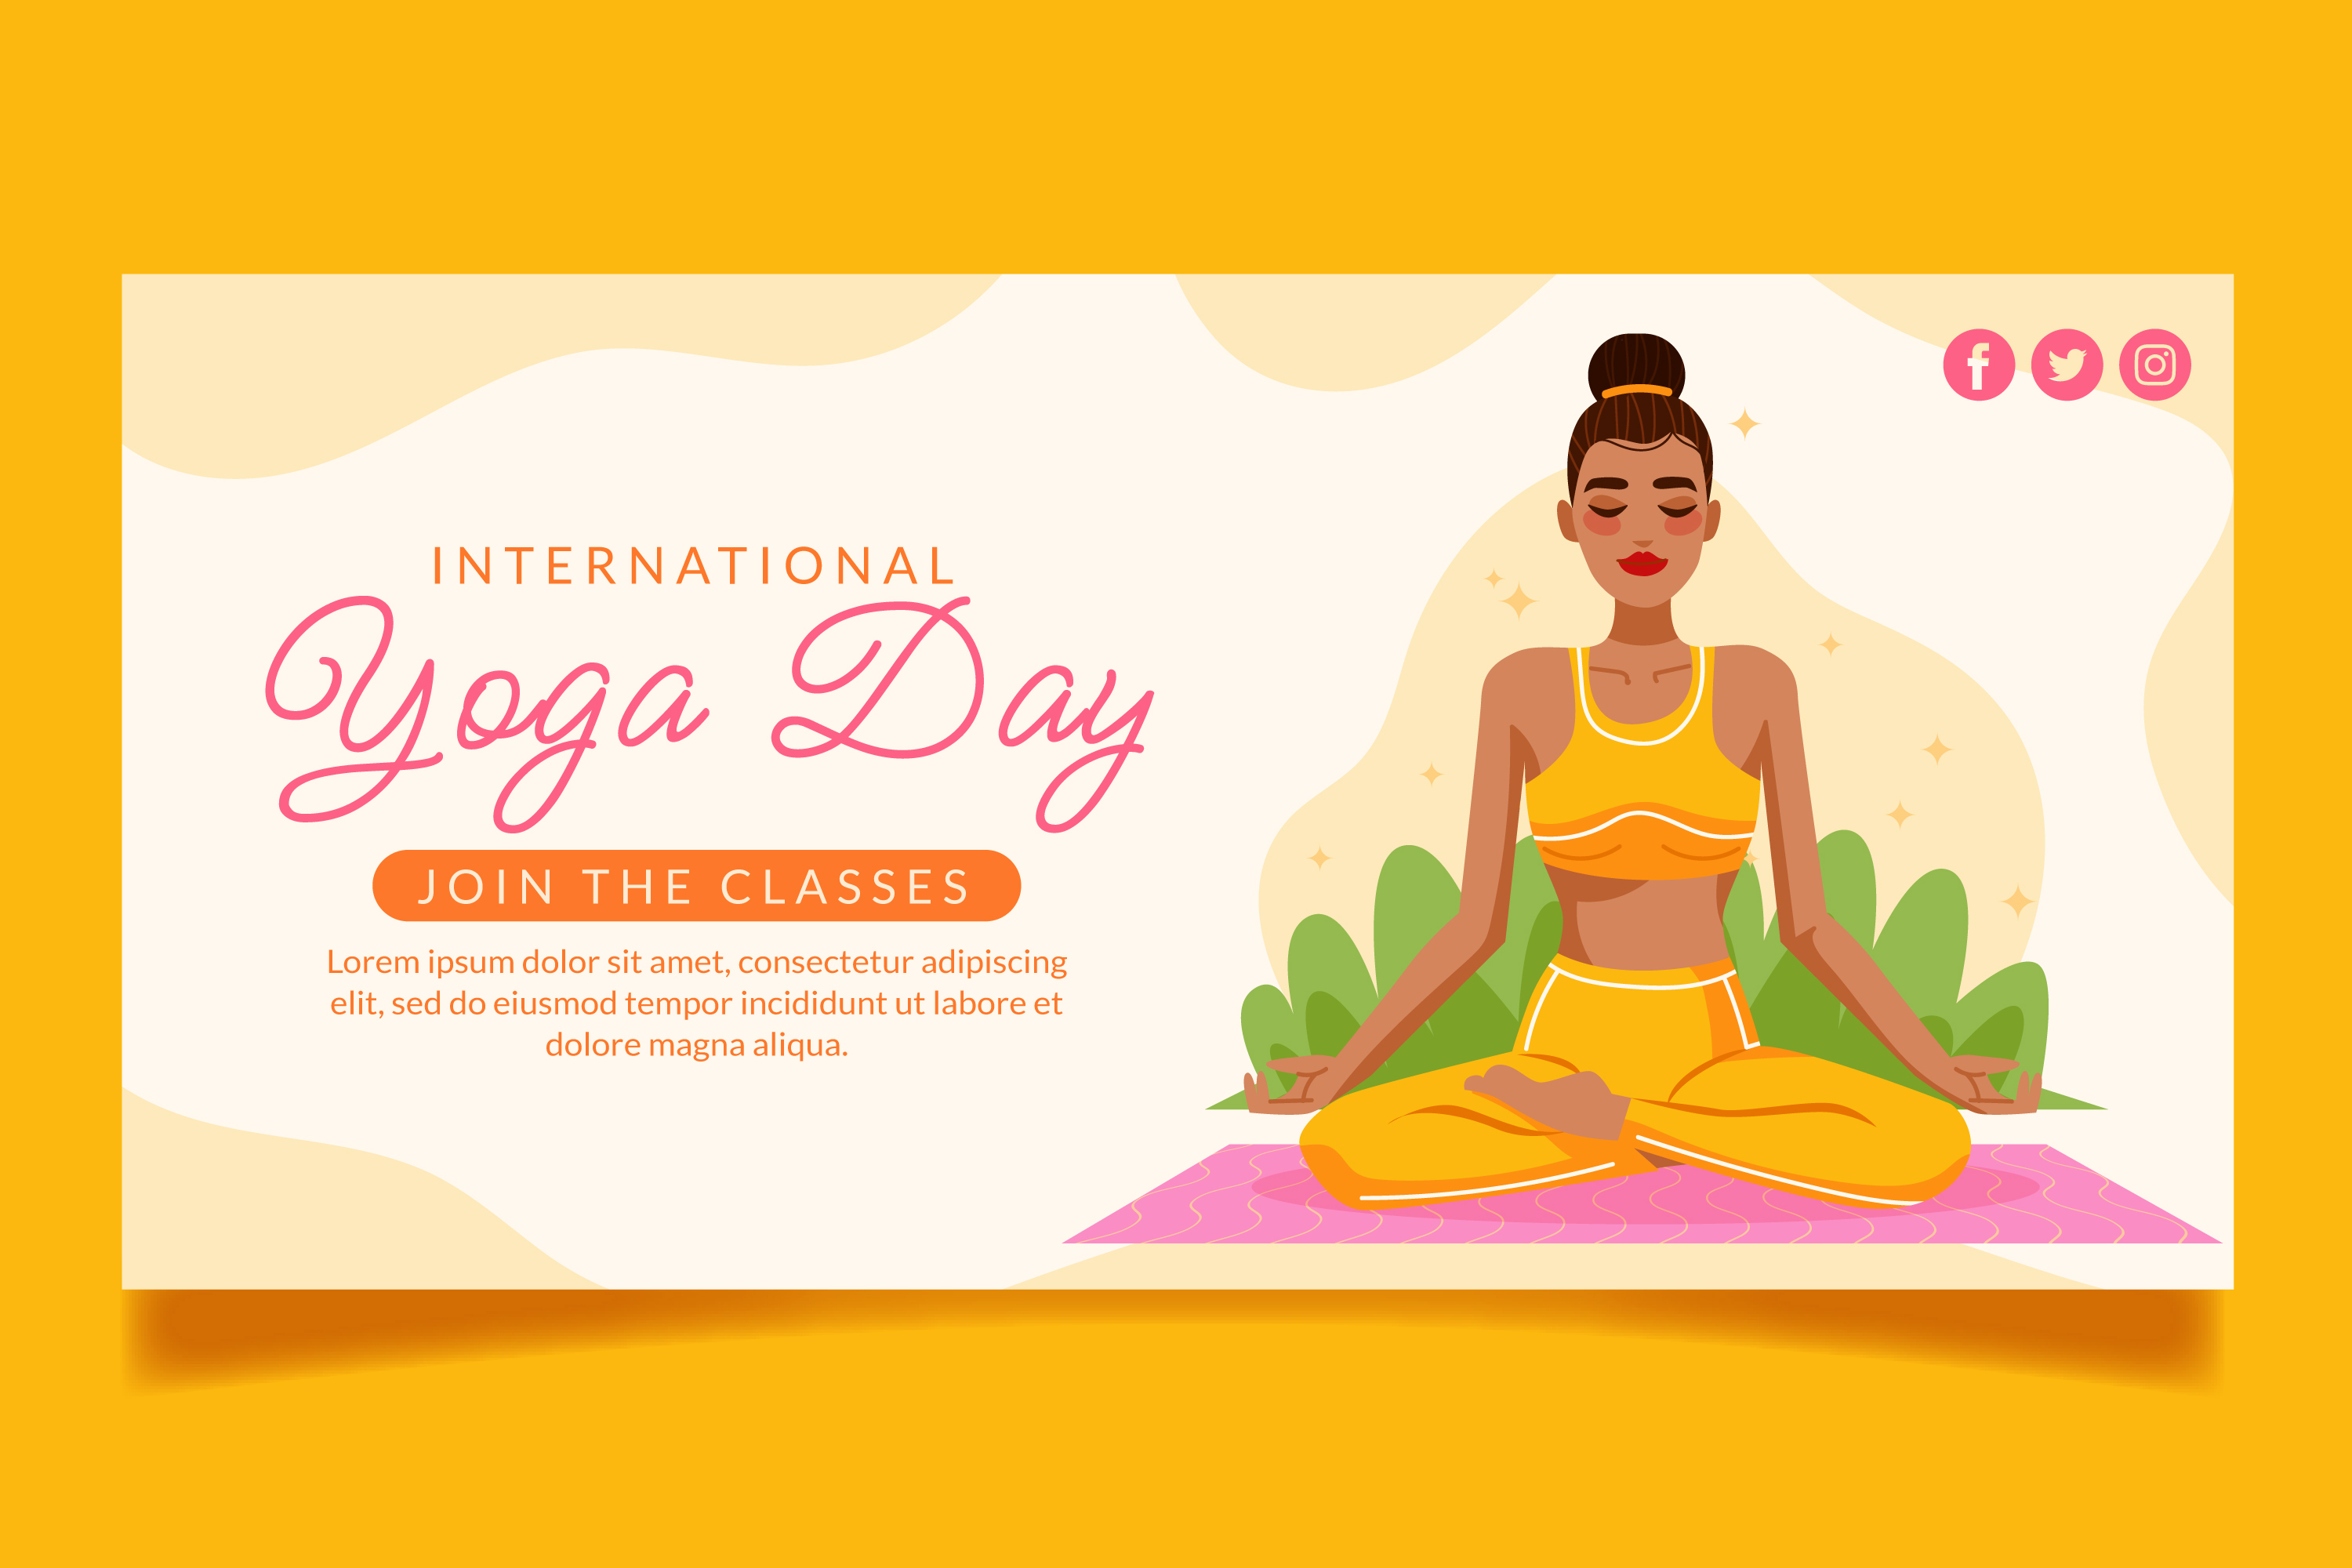 INTERNATIONAL
Yoga Day
JOIN THE CLASSES
Lorem ipsum dolor sit amet, consectetur adipiscing
elit, sed do eiusmod tempor incididunt ut labore et
dolore magna aliqua.